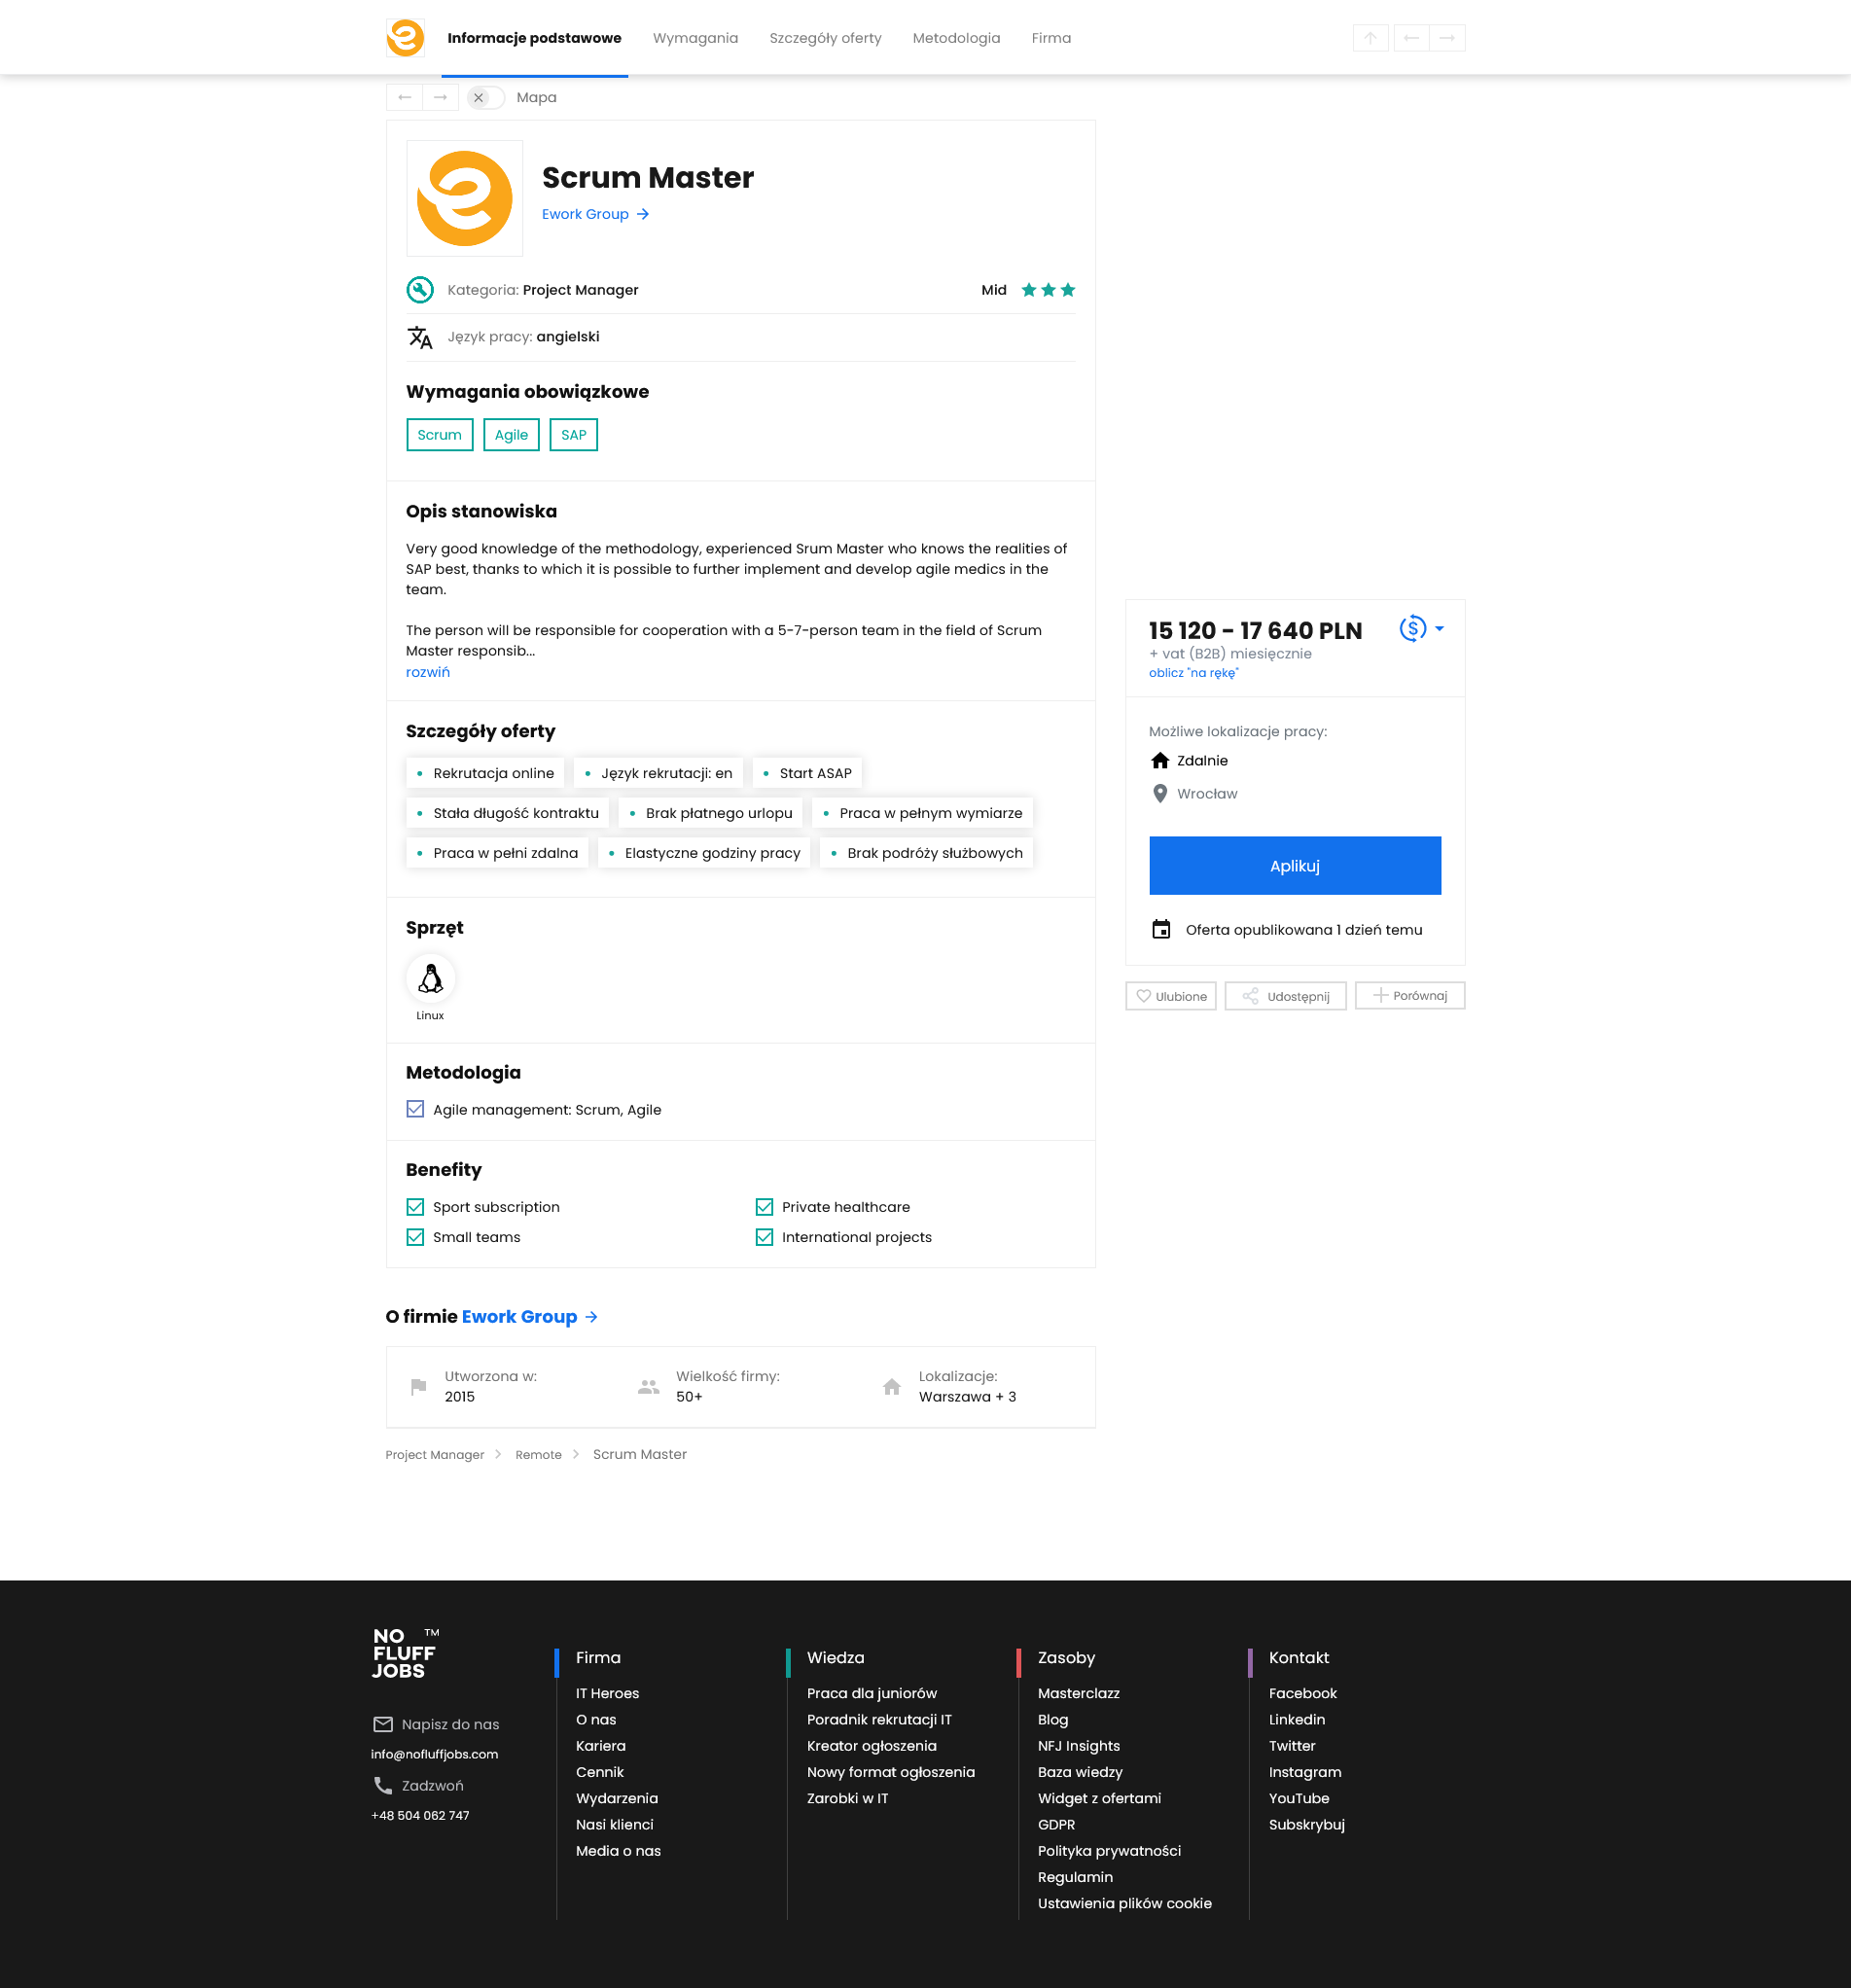 Informacje podstawowe Wymagania Szczegóły oferty Metodologia Firma
Mapa
Scrum Master
Ework Group
Kategoria: Project Manager Mid
Język pracy: angielski
Wymagania obowiązkowe
Scrum Agile SAP
Opis stanowiska
Very good knowledge of the methodology, experienced Srum Master who knows the realities of
SAP best, thanks to which it is possible to further implement and develop agile medics in the
team.
The person will be responsible for cooperation with a 5-7-person team in the field of Scrum
Master responsib...
rozwiń
Szczegóły oferty
Rekrutacja online Język rekrutacji: en Start ASAP
Stała długość kontraktu Brak płatnego urlopu Praca w pełnym wymiarze
Praca w pełni zdalna Elastyczne godziny pracy Brak podróży służbowych
Sprzęt
Linux
Metodologia
Agile management: Scrum, Agile
Benefity
Sport subscription Private healthcare
Small teams International projects
15 120 - 17 640 PLN
+ vat (B2B) miesięcznie
oblicz "na rękę"
Możliwe lokalizacje pracy:
Zdalnie
Wrocław
Aplikuj
Oferta opublikowana 1 dzień temu
Ulubione Udostępnij Porównaj
O firmie Ework Group
Utworzona w:
2015
Wielkość firmy:
50+
Lokalizacje:
Warszawa + 3
Project Manager Remote Scrum Master
NO
FLUFF
JOBS
TM
Napisz do nas
info@nofluffjobs.com
Zadzwoń
+48 504 062 747
Firma
IT Heroes
O nas
Kariera
Cennik
Wydarzenia
Nasi klienci
Media o nas
Wiedza
Praca dla juniorów
Poradnik rekrutacji IT
Kreator ogłoszenia
Nowy format ogłoszenia
Zarobki w IT
Zasoby
Masterclazz
Blog
NFJ Insights
Baza wiedzy
Widget z ofertami
GDPR
Polityka prywatności
Regulamin
Ustawienia plików cookie
Kontakt
Facebook
Linkedin
Twitter
Instagram
YouTube
Subskrybuj